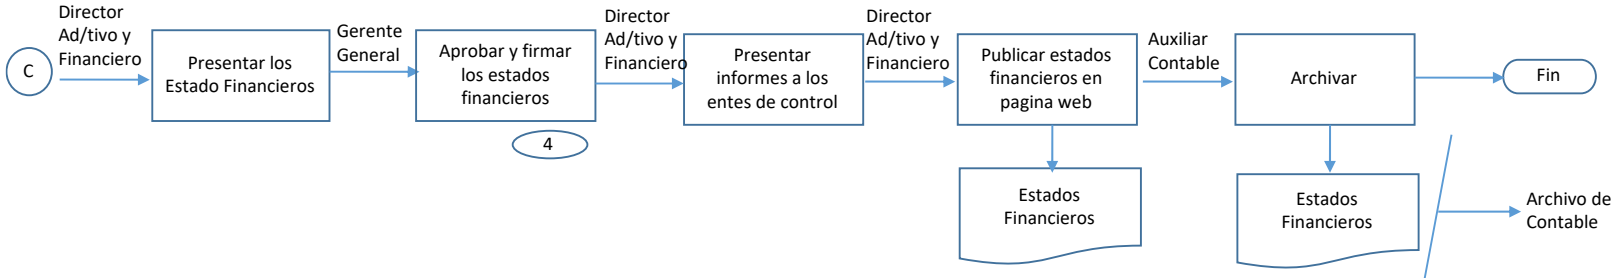 C
Director
Ad/tivo y
Financiero
Presentar los
Estado Financieros
Gerente
General
Aprobar y firmar
los estados
financieros
4
Director
Ad/tivo y
Financiero
Presentar
informes a los
entes de control
Director
Ad/tivo y
Financiero
Publicar estados
financieros en
pagina web
Estados
Financieros
Auxiliar
Contable
Archivar
Estados
Financieros
Fin
Archivo de
Contable